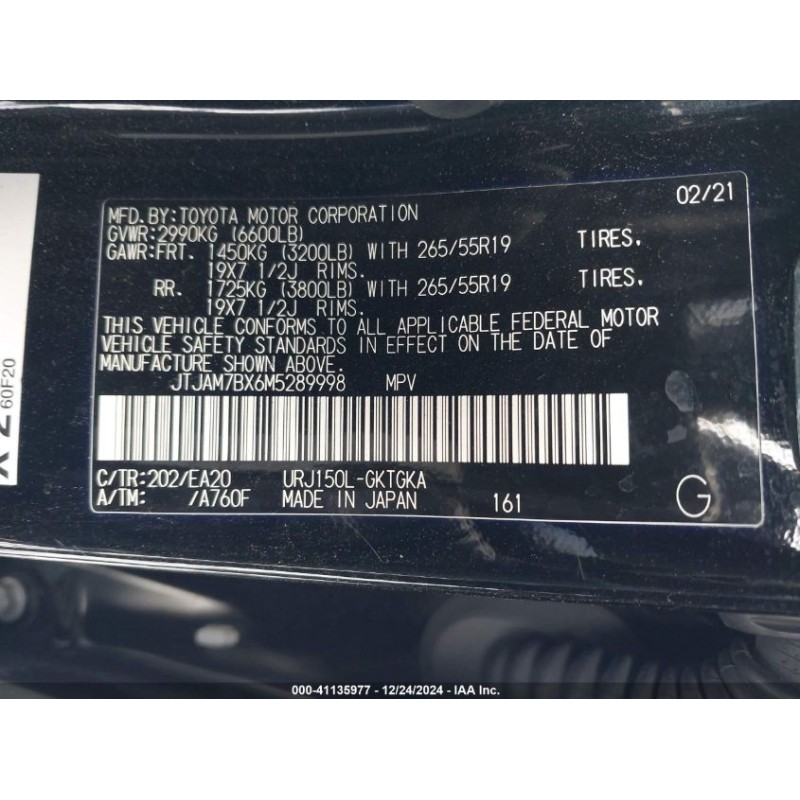 02/21
MFD.BY:TOYOTA MOTOR CORPORATION
GVWR:2990KG (6600LB)
GAWR:FRT. 1450KG (3200LB) WITH 265/55R19 TIRES,
19X7 1/2J RIMS.
RR. 1725KG (3800LB) WITH 265/55R19 TIRES,
19X7 1/2J RIMS.
THIS VEHICLE CONFORMS TO ALL APPLICABLE FEDERAL MOTOR
VEHICLE SAFETY STANDARDS IN EFFECT ON THE DATE OF
MANUFACTURE SHOWN ABOVE.
JTJAM7BX6M5289998 MPV
C/TR:202/EA20 URJ150L-GKTGKA
A/TM: /A760F MADE IN JAPAN 161 G
60F20
000-41135977 - 12/24/2024 - IAA Inc.